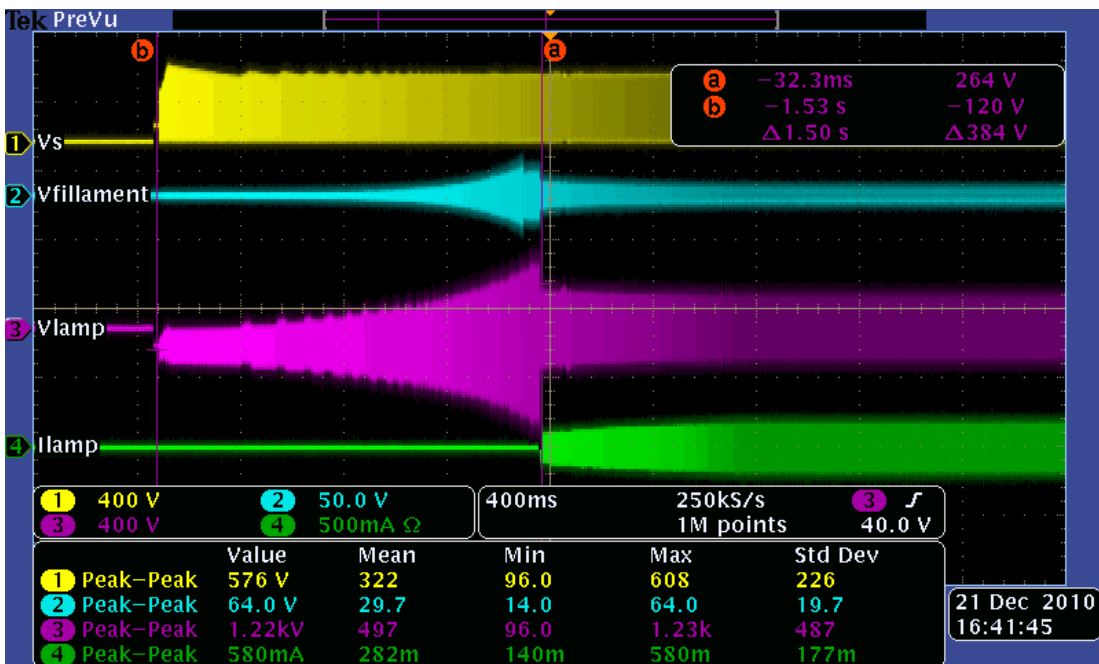 Tek PreVu
b
a
a −32.3ms 264 V
b −1.53 s −120 V
Δ1.50 s Δ384 V
1 Vs
2 Vfillament
3 Vlamp
4 Ilamp
1 400 V 2 50.0 V
3 400 V 4 500mA Ω
400ms 250kS/s 3
1M points 40.0 V
Value Mean Min Max Std Dev
1 Peak−Peak 576 V 322 96.0 608 226
2 Peak−Peak 64.0 V 29.7 14.0 64.0 19.7
3 Peak−Peak 1.22kV 497 96.0 1.23k 487
4 Peak−Peak 580mA 282m 140m 580m 177m
21 Dec 2010
16:41:45